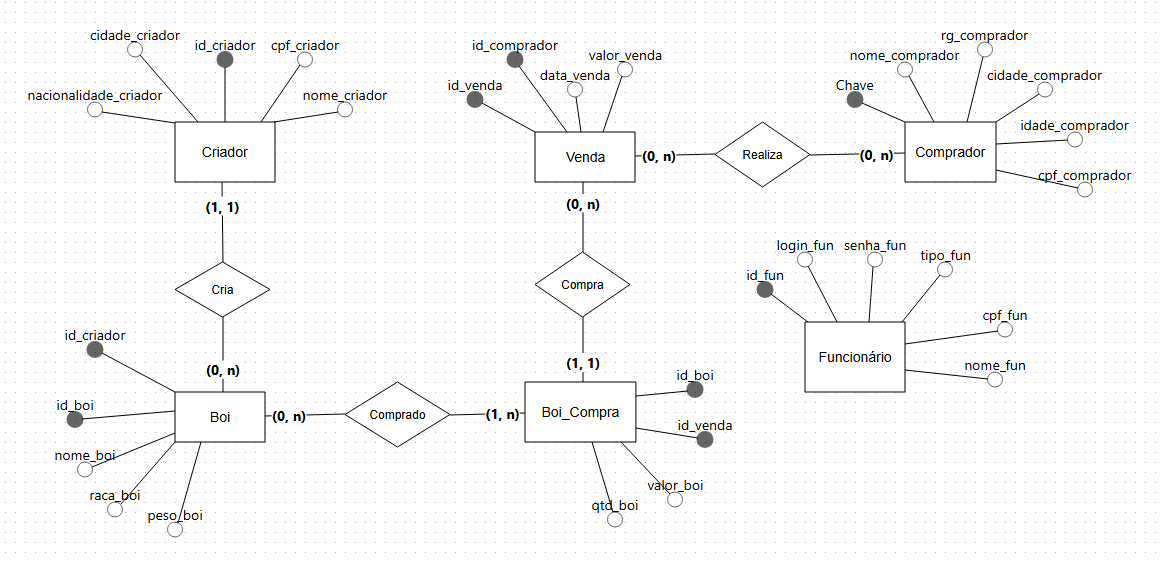 cidade_criador
id_criador
cpf_criador
nacionalidade_criador
nome_criador
Criador
(1, 1)
Cria
(0, n)
id_comprador
valor_venda
data_venda
id_venda
Venda
(0, n)
Realiza
(0, n)
rg_comprador
nome_comprador
cidade_comprador
Chave
idade_comprador
Comprador
cpf_comprador
(0, n)
Compra
(1, 1)
login_fun
senha_fun
tipo_fun
id_fun
cpf_fun
Funcionário
nome_fun
id_criador
id_boi
Boi
nome_boi
raca_boi
peso_boi
(0, n)
Comprado
(1, n)
Boi_Compra
id_boi
id_venda
valor_boi
qtd_boi